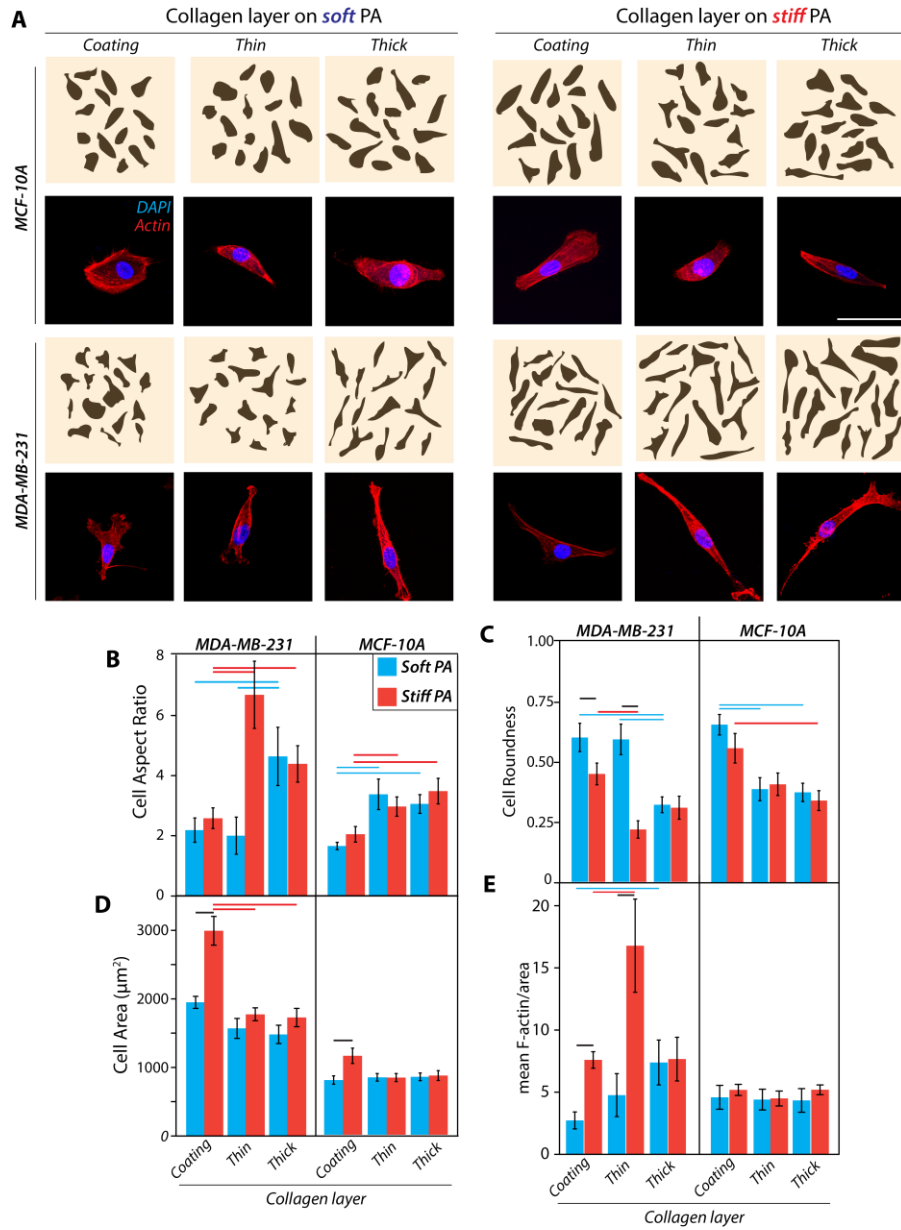 A
Collagen layer on soft PA
Collagen layer on stiff PA
Coating Thin Thick
Coating Thin Thick
MCF-10A
DAPI
Actin
MDA-MB-231
B
MDA-MB-231 MCF-10A
Soft PA
Stiff PA
Cell Aspect Ratio
8
6
4
2
0
C
MDA-MB-231 MCF-10A
Cell Roundness
1.00
0.75
0.50
0.25
0.00
D
Cell Area (μm²)
3000
2000
1000
0
Coating Thin Thick Coating Thin Thick
Collagen layer
E
mean F-actin/area
20
15
10
5
0
Coating Thin Thick Coating Thin Thick
Collagen layer